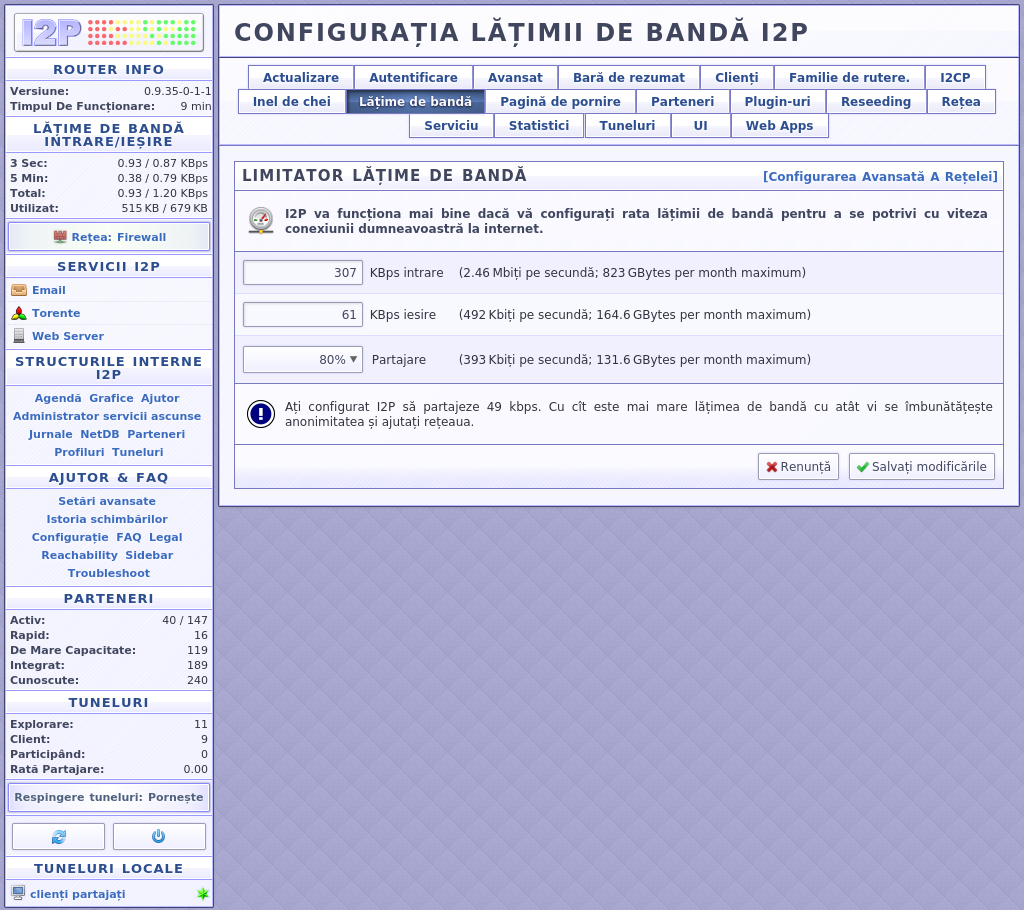 I2P
ROUTER INFO
Versiune: 0.9.35-0-1-1
Timpul De Funcționare: 9 min
LĂȚIME DE BANDĂ
INTRARE/IEȘIRE
3 Sec: 0.93 / 0.87 KBps
5 Min: 0.38 / 0.79 KBps
Total: 0.93 / 1.20 KBps
Utilizat: 515 KB / 679 KB
Rețea: Firewall
SERVICII I2P
Email
Torente
Web Server
STRUCTURILE INTERNE
I2P
Agendă Grafice Ajutor
Administrator servicii ascunse
Jurnale NetDB Parteneri
Profiluri Tuneluri
AJUTOR & FAQ
Setări avansate
Istoria schimbărilor
Configurație FAQ Legal
Reachability Sidebar
Troubleshoot
PARTENERI
Activ: 40 / 147
Rapid: 16
De Mare Capacitate: 119
Integrat: 189
Cunoscute: 240
TUNELURI
Explorare: 11
Client: 9
Participând: 0
Rată Partajare: 0.00
Respingere tuneluri: Pornește
TUNELURI LOCALE
clienți partajați
CONFIGURAȚIA LĂȚIMII DE BANDĂ I2P
Actualizare Autentificare Avansat Bară de rezumat Clienți Familie de rutere. I2CP
Inel de chei Lățime de bandă Pagină de pornire Parteneri Plugin-uri Reseeding Rețea
Serviciu Statistici Tuneluri UI Web Apps
LIMITATOR LĂȚIME DE BANDĂ [Configurarea Avansată A Rețelei]
I2P va funcționa mai bine dacă vă configurați rata lățimii de bandă pentru a se potrivi cu viteza
conexiunii dumneavoastră la internet.
307 KBps intrare (2.46 Mbiți pe secundă; 823 GBytes per month maximum)
61 KBps iesire (492 Kbiți pe secundă; 164.6 GBytes per month maximum)
80% Partajare (393 Kbiți pe secundă; 131.6 GBytes per month maximum)
Ați configurat I2P să partajeze 49 kbps. Cu cît este mai mare lățimea de bandă cu atât vi se îmbunătățește
anonimitatea și ajutați rețeaua.
Renunță Salvați modificările